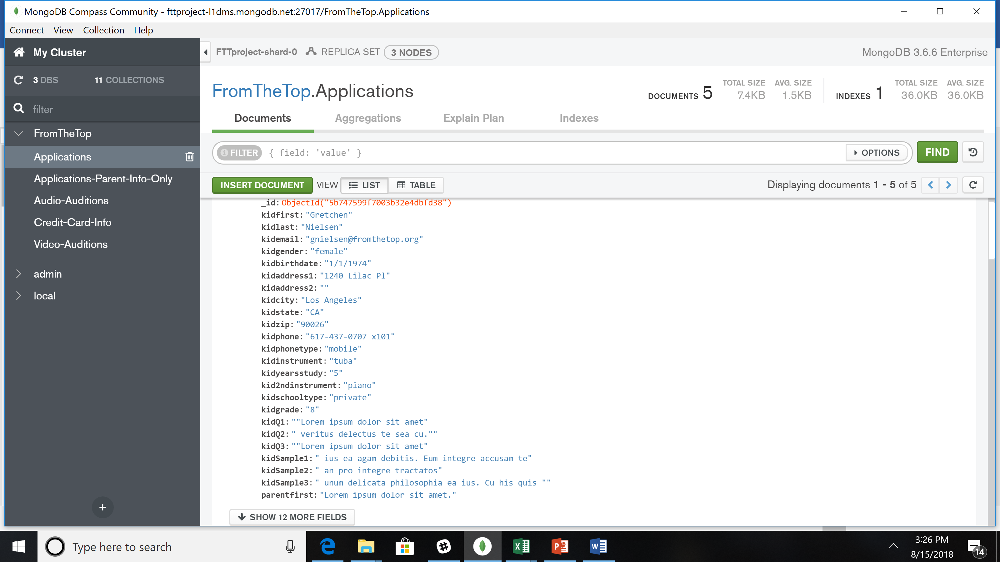 MongoDB Compass Community - fttproject-l1dms.mongodb.net:27017/FromTheTop.Applications
Connect View Collection Help
My Cluster
FTTproject-shard-0 REPLICA SET 3 NODES
MongoDB 3.6.6 Enterprise
3 DBS 11 COLLECTIONS
filter
FromTheTop
Applications
Applications-Parent-Info-Only
Audio-Auditions
Credit-Card-Info
Video-Auditions
admin
local
+
FromTheTop.Applications
DOCUMENTS 5 TOTAL SIZE 7.4KB AVG. SIZE 1.5KB
INDEXES 1 TOTAL SIZE 36.0KB AVG. SIZE 36.0KB
Documents Aggregations Explain Plan Indexes
FILTER { field: 'value' } OPTIONS FIND
INSERT DOCUMENT VIEW LIST TABLE Displaying documents 1 - 5 of 5
_id: ObjectId("5b747599f7003b32e4dbfd38")
kidfirst: "Gretchen"
kidlast: "Nielsen"
kidemail: "gnielsen@fromthetop.org"
kidgender: "female"
kidbirthdate: "1/1/1974"
kidaddress1: "1240 Lilac Pl"
kidaddress2: ""
kidcity: "Los Angeles"
kidstate: "CA"
kidzip: "90026"
kidphone: "617-437-0707 x101"
kidphonetype: "mobile"
kidinstrument: "tuba"
kidyearsstudy: "5"
kid2ndinstrument: "piano"
kidschooltype: "private"
kidgrade: "8"
kidQ1: ""Lorem ipsum dolor sit amet"
kidQ2: " veritus delectus te sea cu.""
kidQ3: ""Lorem ipsum dolor sit amet"
kidSample1: " ius ea agam debitis. Eum integre accusam te"
kidSample2: " an pro integre tractatos"
kidSample3: " unum delicata philosophia ea ius. Cu his quis ""
parentfirst: "Lorem ipsum dolor sit amet."
SHOW 12 MORE FIELDS
Type here to search
3:26 PM
8/15/2018
14